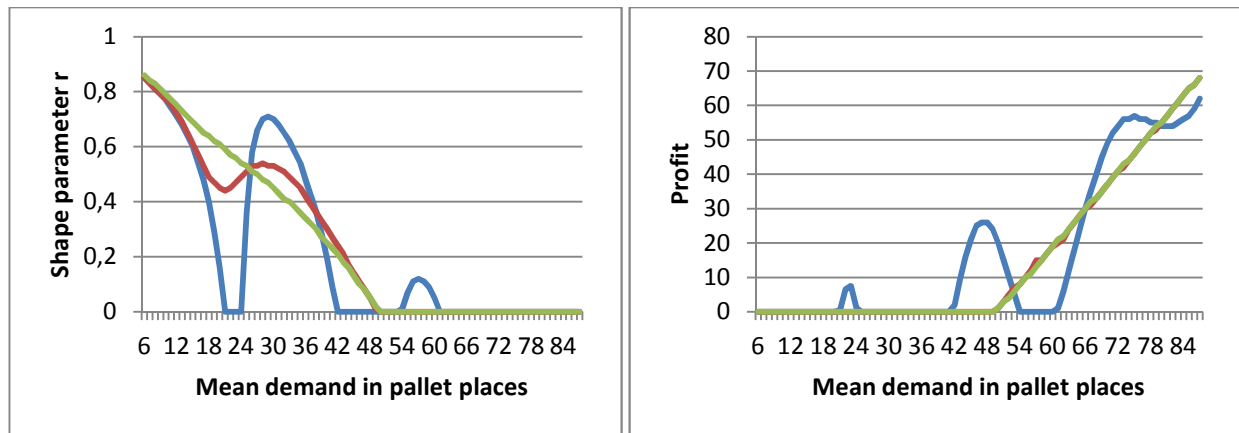 Shape parameter r
1
0,8
0,6
0,4
0,2
0
6 12 18 24 30 36 42 48 54 60 66 72 78 84
Mean demand in pallet places
Profit
80
70
60
50
40
30
20
10
0
6 12 18 24 30 36 42 48 54 60 66 72 78 84
Mean demand in pallet places